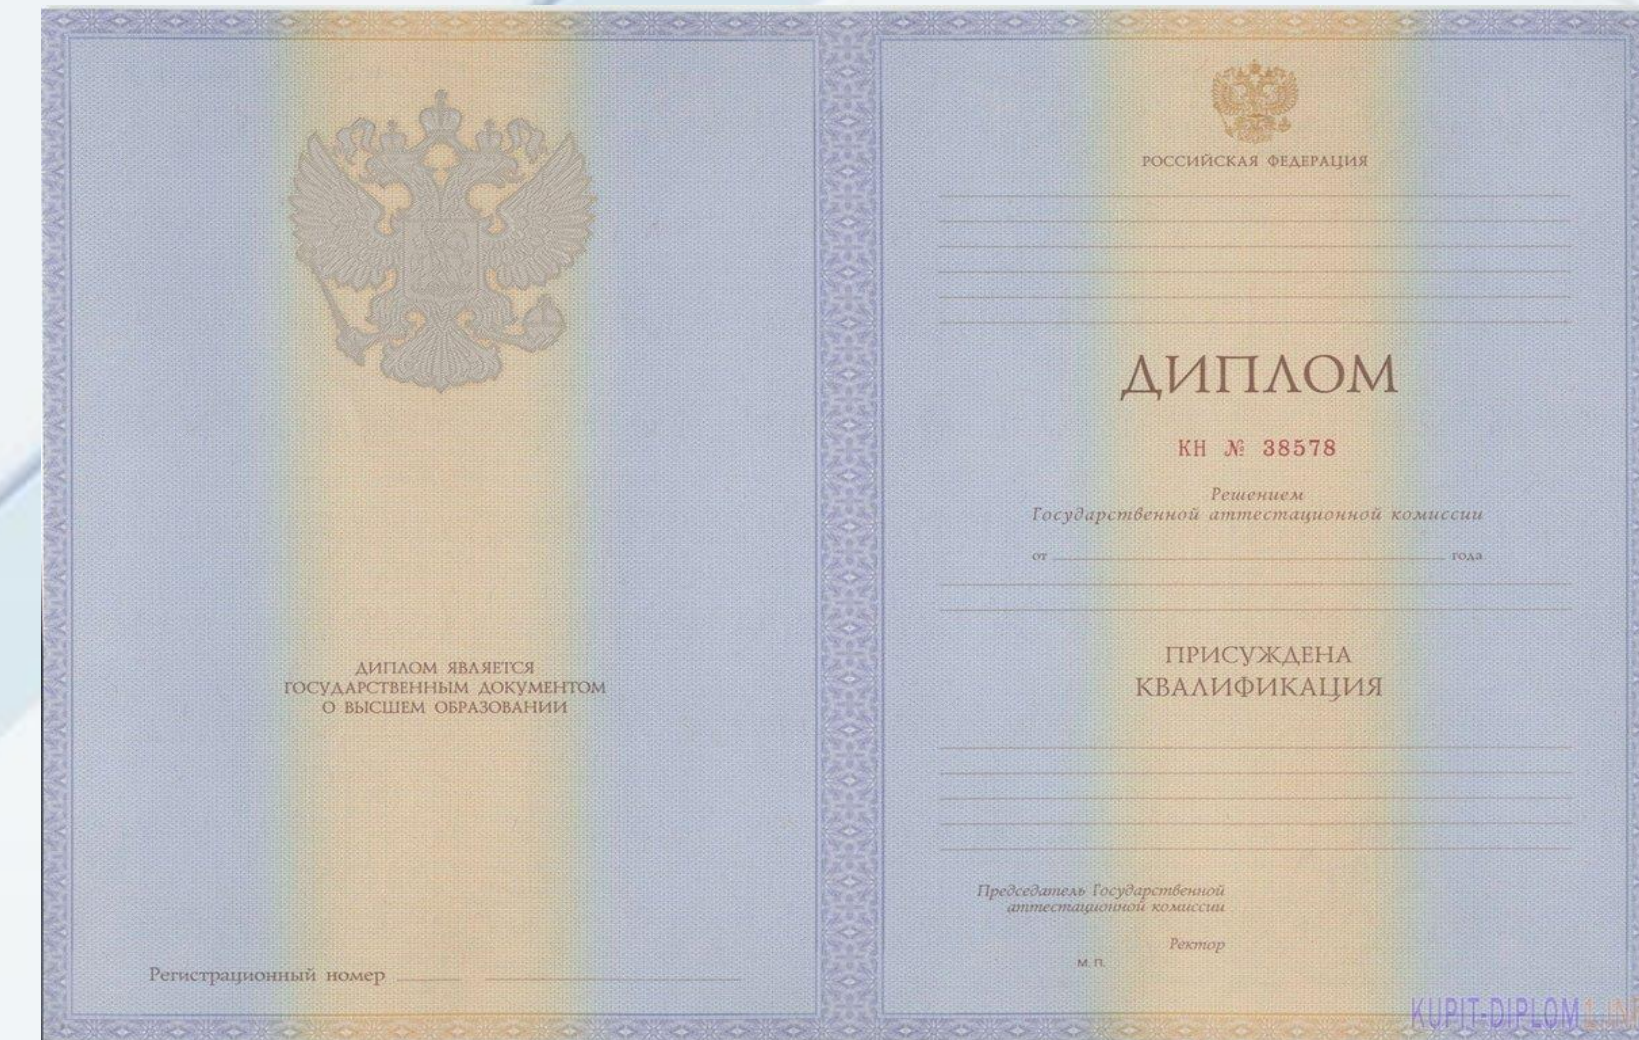 ДИПЛОМ ЯВЛЯЕТСЯ
ГОСУДАРСТВЕННЫМ ДОКУМЕНТОМ
О ВЫСШЕМ ОБРАЗОВАНИИ
Регистрационный номер
РОССИЙСКАЯ ФЕДЕРАЦИЯ
ДИПЛОМ
КН № 38578
Решением
Государственной аттестационной комиссии
от года
ПРИСУЖДЕНА
КВАЛИФИКАЦИЯ
Председатель Государственной
аттестационной комиссии
Ректор
М. П.
KUPIT-DIPLOM